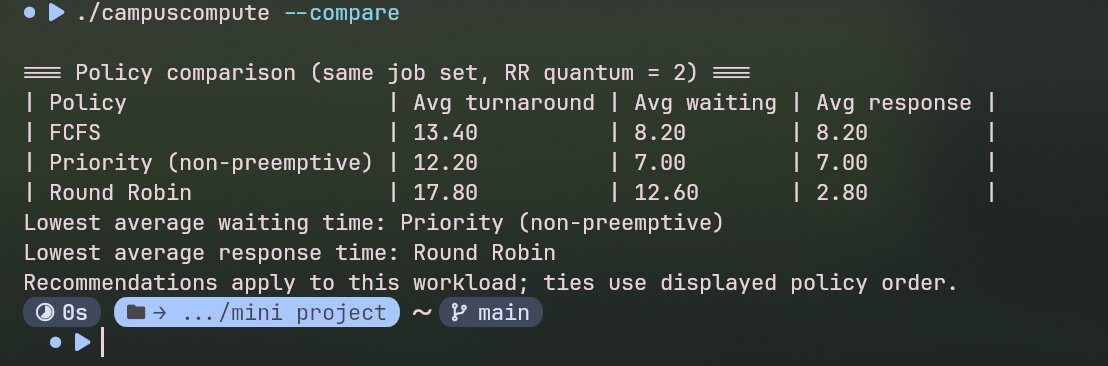 ./campuscompute --compare
=== Policy comparison (same job set, RR quantum = 2) ===
| Policy | Avg turnaround | Avg waiting | Avg response |
| FCFS | 13.40 | 8.20 | 8.20 |
| Priority (non-preemptive) | 12.20 | 7.00 | 7.00 |
| Round Robin | 17.80 | 12.60 | 2.80 |
Lowest average waiting time: Priority (non-preemptive)
Lowest average response time: Round Robin
Recommendations apply to this workload; ties use displayed policy order.
0s → .../mini project ~ main